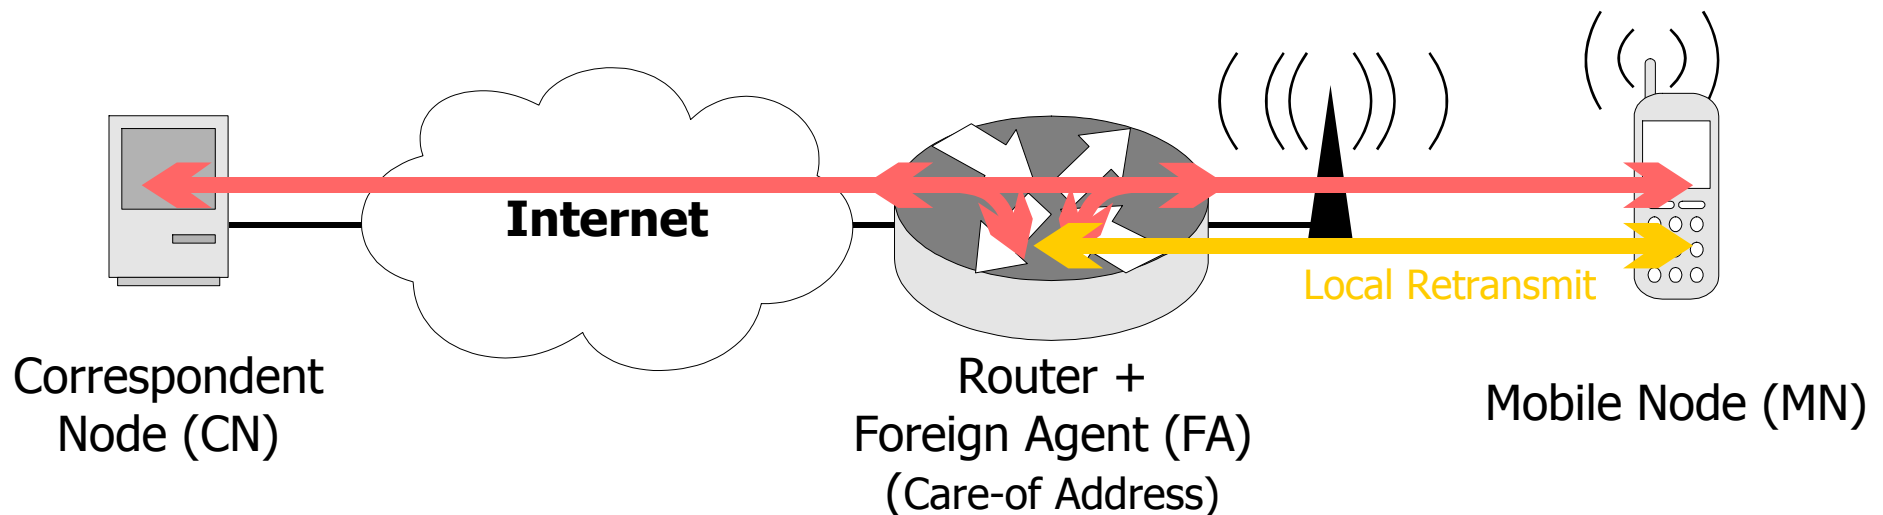 Internet
Local Retransmit
Correspondent
Node (CN)
Router +
Foreign Agent (FA)
(Care-of Address)
Mobile Node (MN)